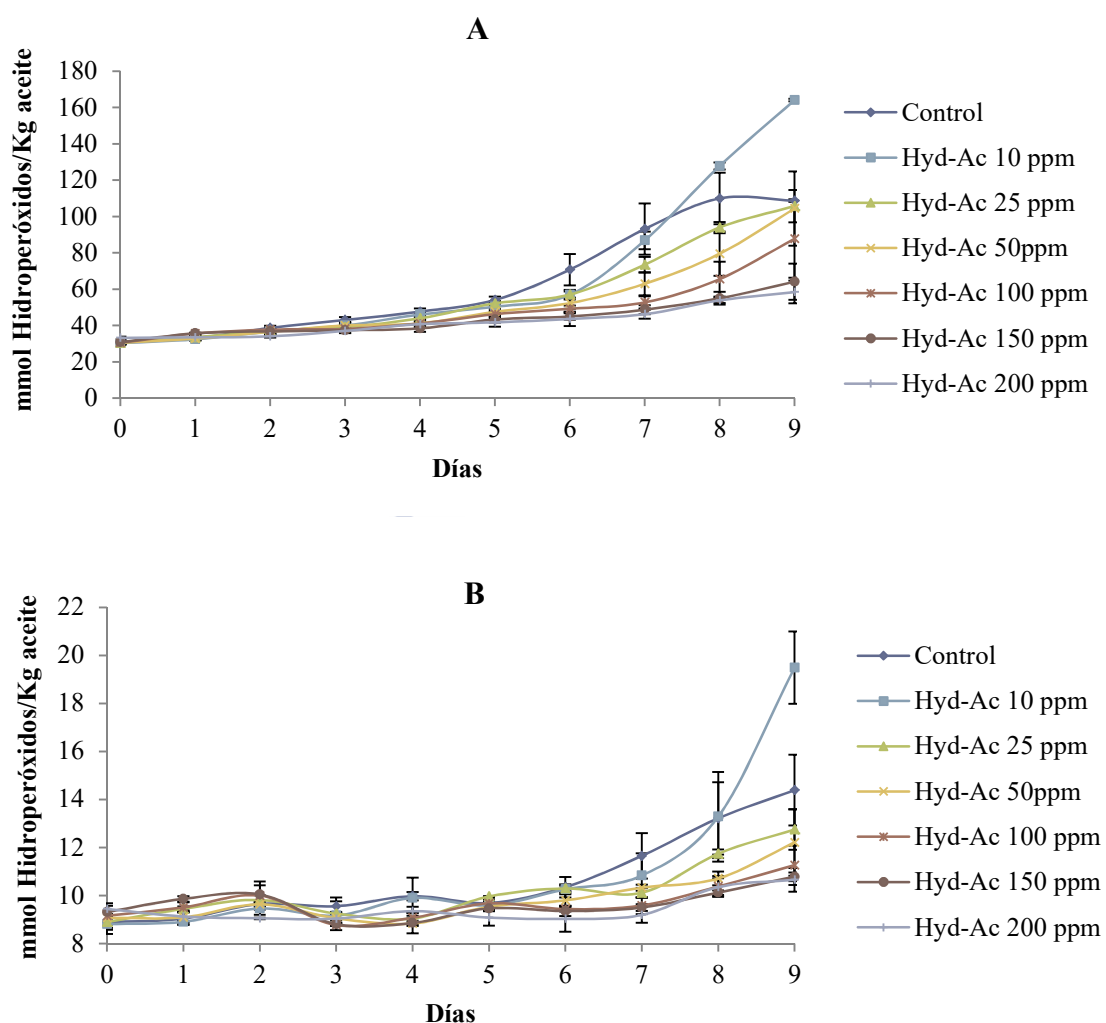 A
mmol Hidroperóxidos/Kg aceite
180
160
140
120
100
80
60
40
20
0
0 1 2 3 4 5 6 7 8 9
Días
Control
Hyd-Ac 10 ppm
Hyd-Ac 25 ppm
Hyd-Ac 50ppm
Hyd-Ac 100 ppm
Hyd-Ac 150 ppm
Hyd-Ac 200 ppm
B
mmol Hidroperóxidos/Kg aceite
22
20
18
16
14
12
10
8
0 1 2 3 4 5 6 7 8 9
Días
Control
Hyd-Ac 10 ppm
Hyd-Ac 25 ppm
Hyd-Ac 50ppm
Hyd-Ac 100 ppm
Hyd-Ac 150 ppm
Hyd-Ac 200 ppm